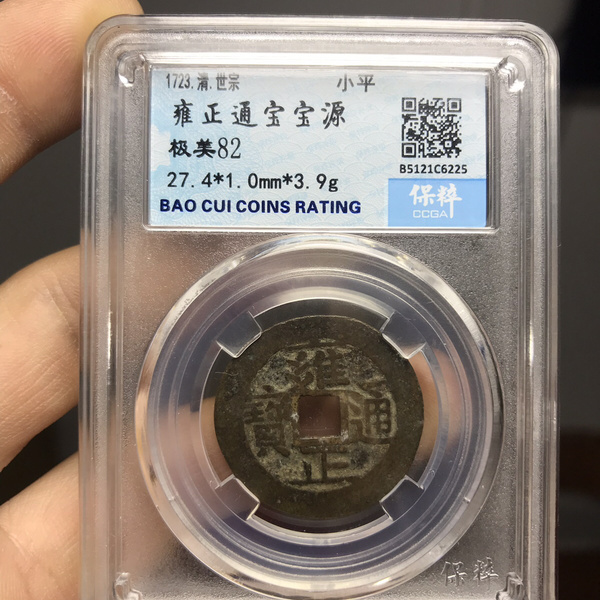 1723.清.世宗 小平
雍正通宝宝源
极美82
27.4*1.0mm*3.9g
BAO CUI COINS RATING
B5121C6225
保粹
CCGA
雍正通寳
保粹